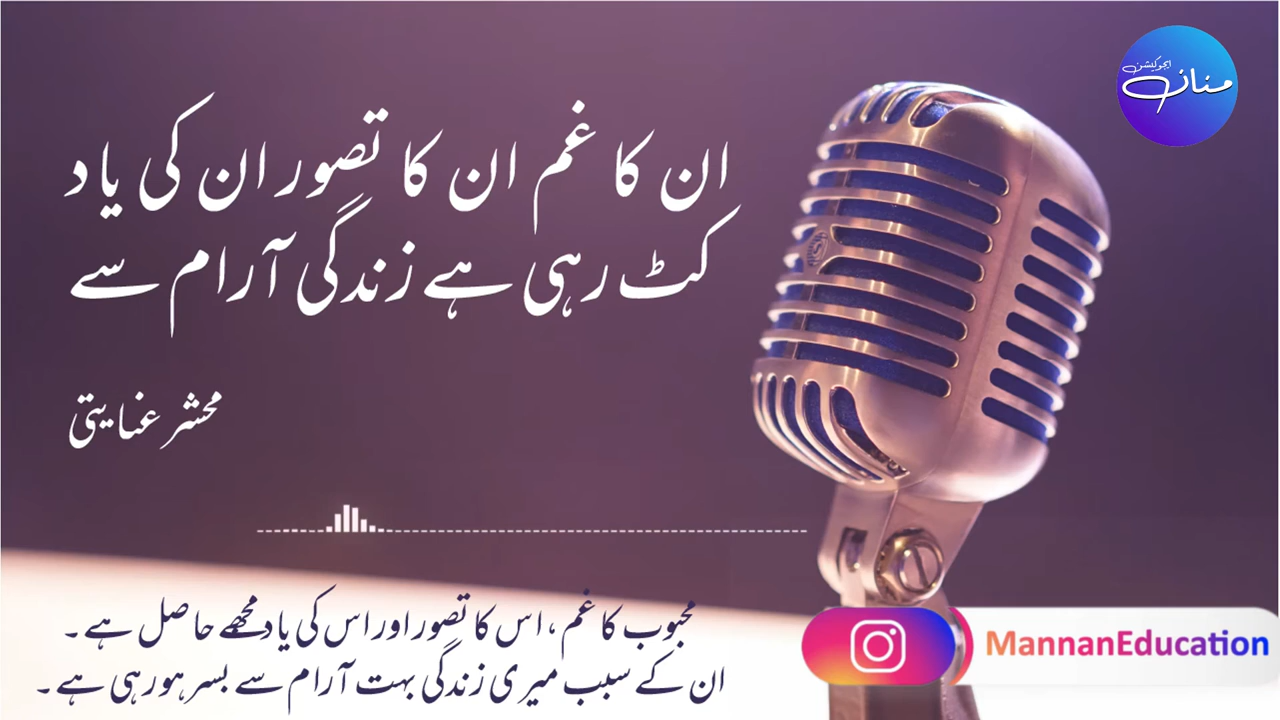 ایجوکیشن
منان
ان کا غم ان کا تصور ان کی یاد
کٹ رہی ہے زندگی آرام سے
محشر عنایتی
محبوب کا غم، اس کا تصور اور اس کی یاد مجھے حاصل ہے۔
ان کے سبب میری زندگی بہت آرام سے بسر ہو رہی ہے۔
MannanEducation